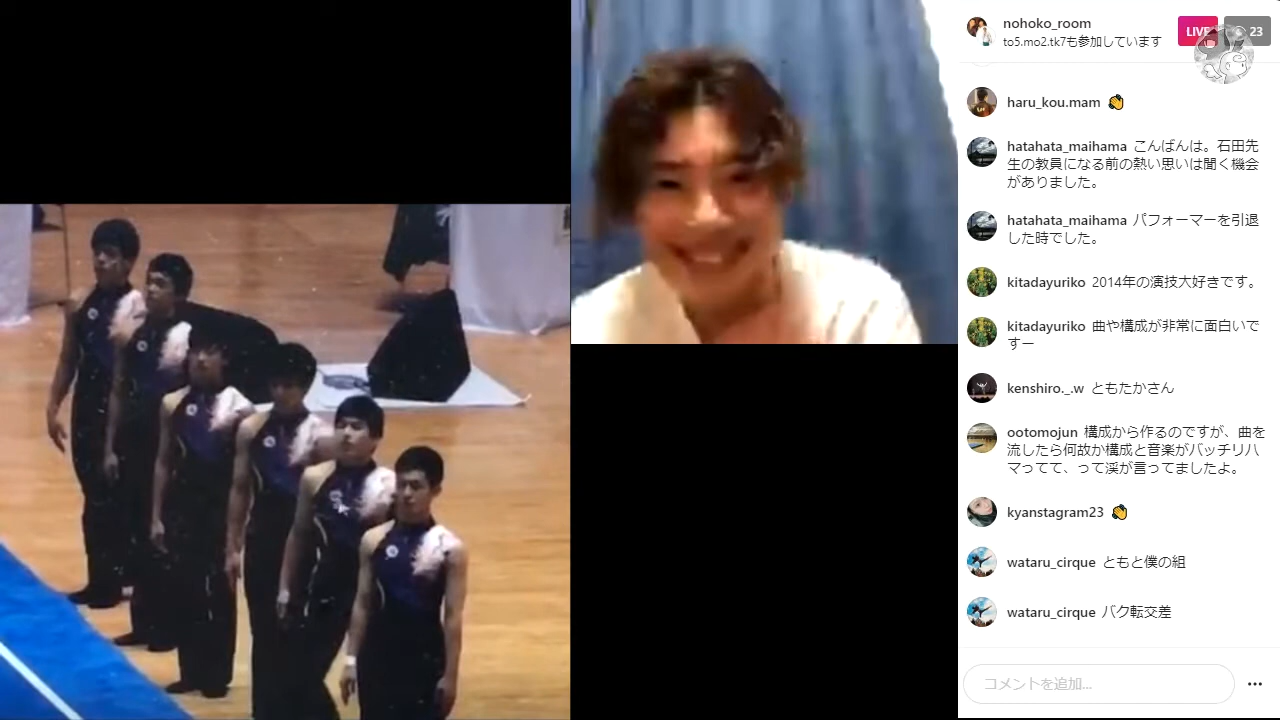 nohoko_room
to5.mo2.tk7も参加しています
LIVE
23
haru_kou.mam 👏
hatahata_maihama こんばんは。石田先
生の教員になる前の熱い思いは聞く機会
がありました。
hatahata_maihama パフォーマーを引退
した時でした。
kitadayuriko 2014年の演技大好きです。
kitadayuriko 曲や構成が非常に面白いで
すー
kenshiro._.w ともたかさん
ootomojun 構成から作るのですが、曲を
流したら何故か構成と音楽がバッチリハ
マってて、って渓が言ってましたよ。
kyanstagram23 👏
wataru_cirque ともと僕の組
wataru_cirque バク転交差
コメントを追加...